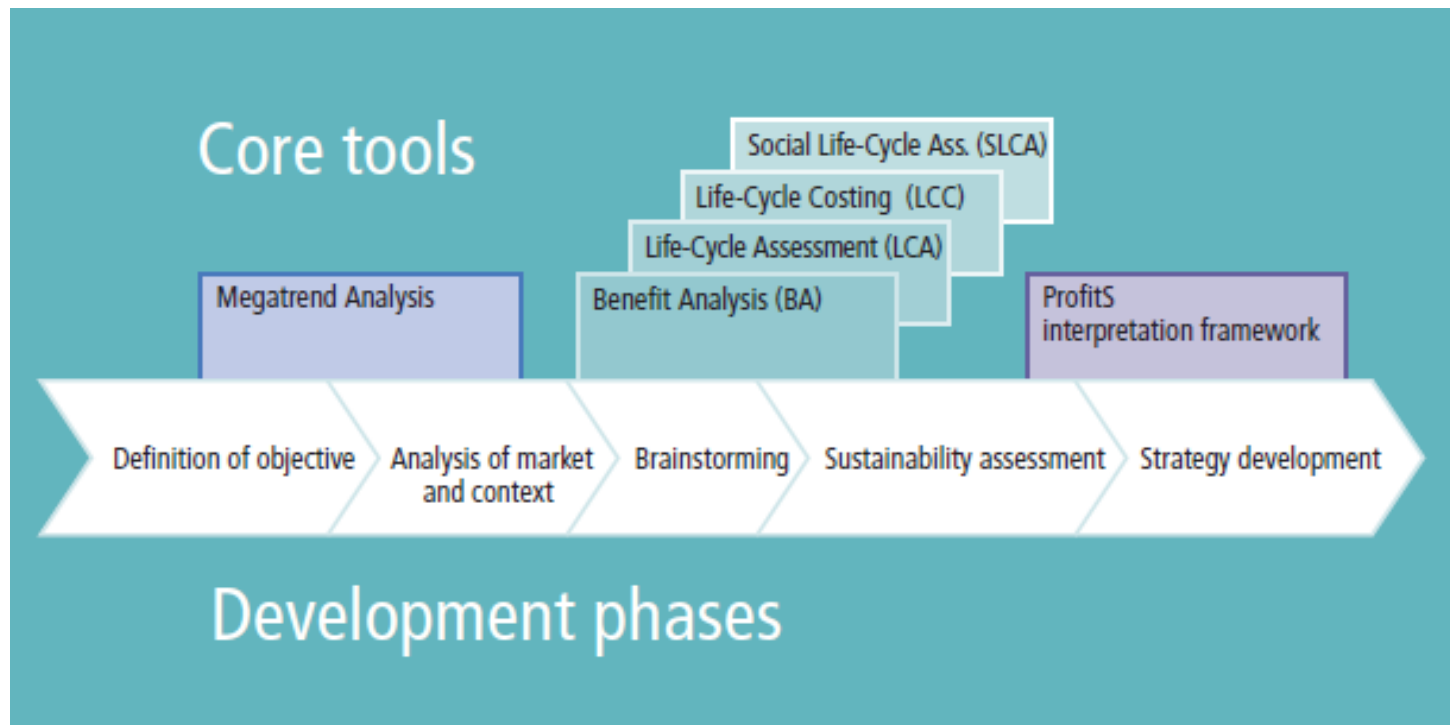 Core tools
Social Life-Cycle Ass. (SLCA)
Life-Cycle Costing (LCC)
Life-Cycle Assessment (LCA)
Megatrend Analysis
Benefit Analysis (BA)
ProfitS
interpretation framework
Definition of objective
Analysis of market
and context
Brainstorming
Sustainability assessment
Strategy development
Development phases